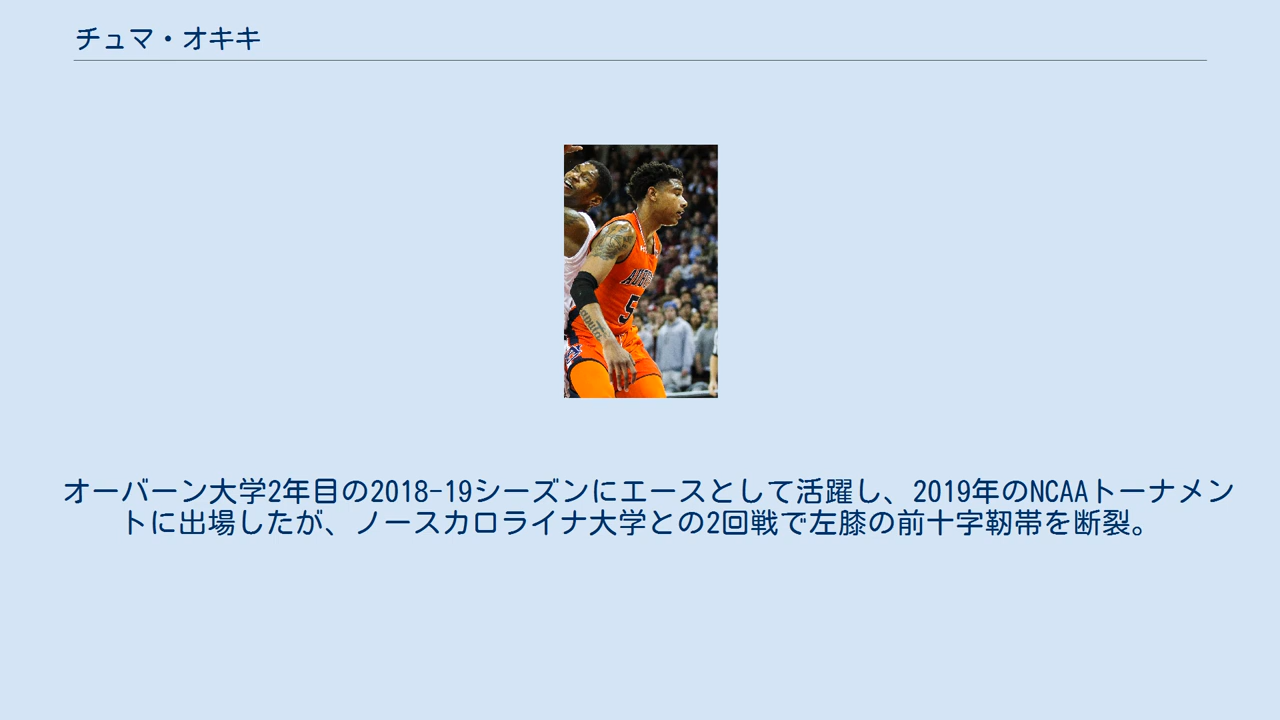 チュマ・オキキ
AUBU
5
オーバーン大学2年目の2018-19シーズンにエースとして活躍し、2019年のNCAAトーナメン
トに出場したが、ノースカロライナ大学との2回戦で左膝の前十字靭帯を断裂。